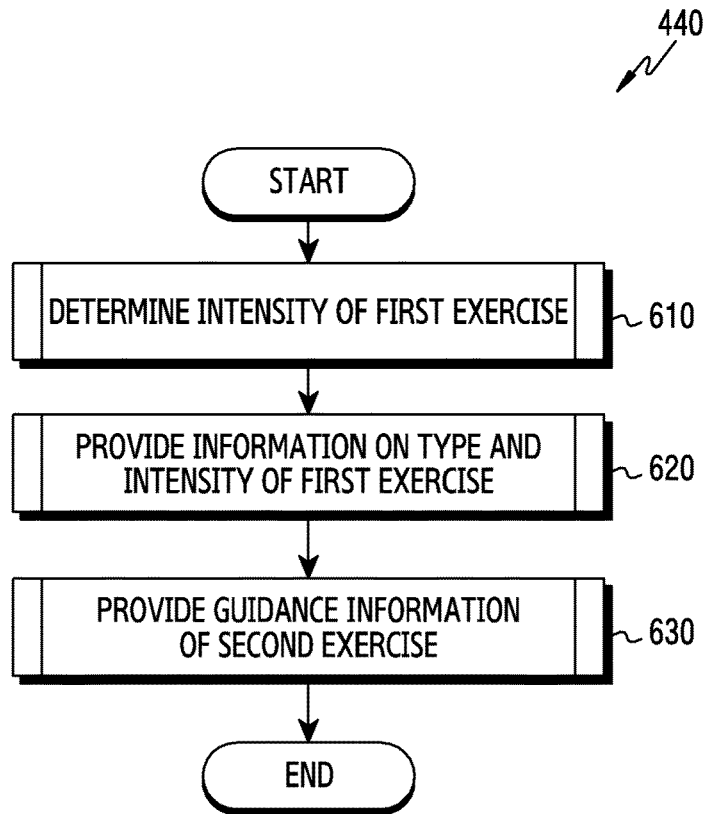 440
START
DETERMINE INTENSITY OF FIRST EXERCISE
610
PROVIDE INFORMATION ON TYPE AND
INTENSITY OF FIRST EXERCISE
620
PROVIDE GUIDANCE INFORMATION
OF SECOND EXERCISE
630
END